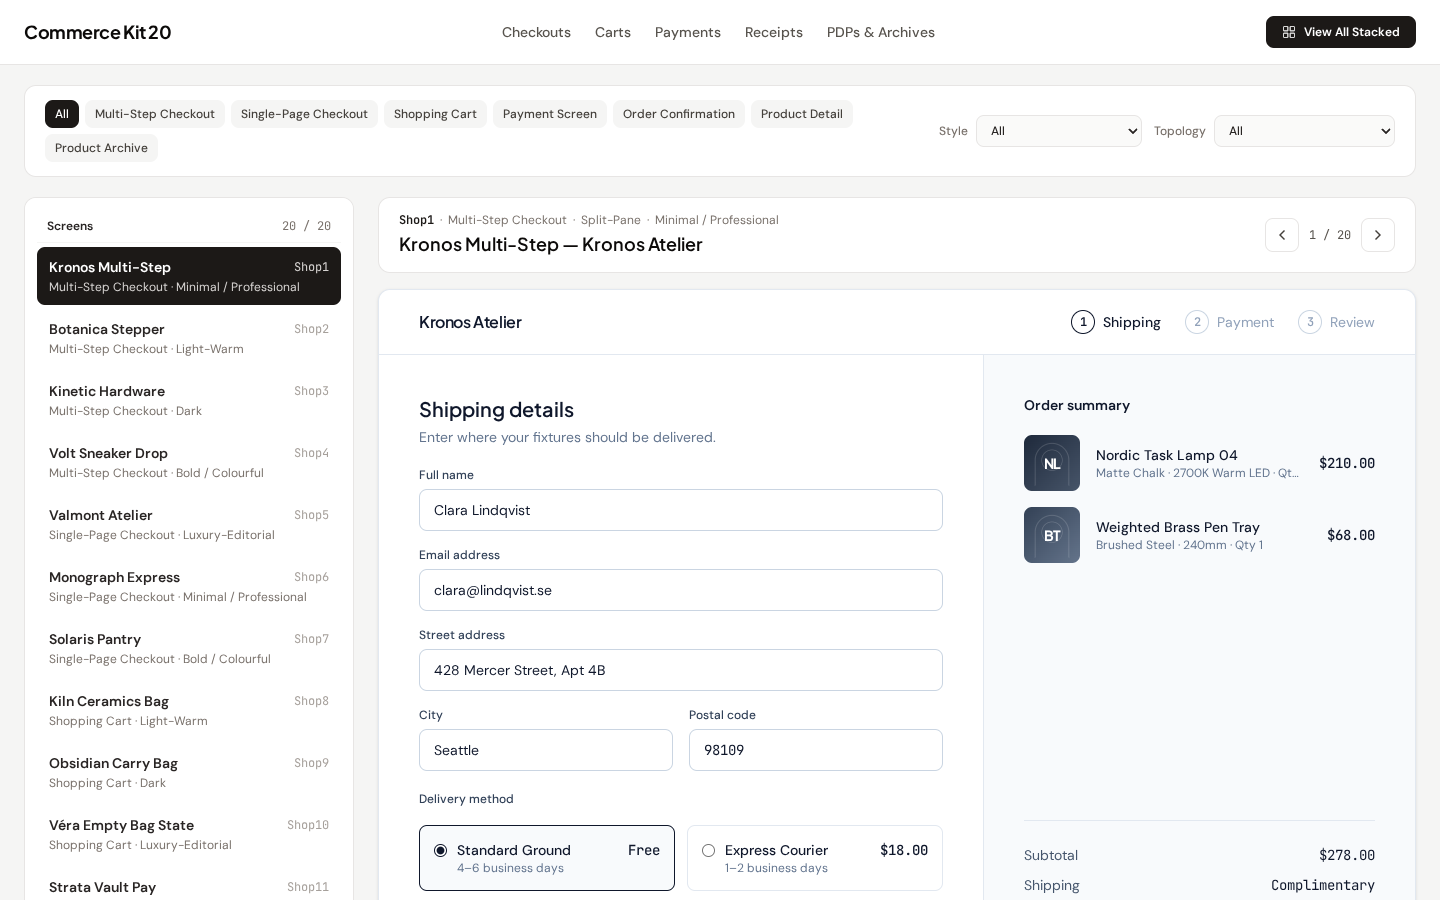 Commerce Kit 20
Checkouts Carts Payments Receipts PDPs & Archives
View All Stacked
All Multi-Step Checkout Single-Page Checkout Shopping Cart Payment Screen Order Confirmation Product Detail
Product Archive
Style All Topology All
Screens 20 / 20
Kronos Multi-Step Shop1
Multi-Step Checkout · Minimal / Professional
Botanica Stepper Shop2
Multi-Step Checkout · Light-Warm
Kinetic Hardware Shop3
Multi-Step Checkout · Dark
Volt Sneaker Drop Shop4
Multi-Step Checkout · Bold / Colourful
Valmont Atelier Shop5
Single-Page Checkout · Luxury-Editorial
Monograph Express Shop6
Single-Page Checkout · Minimal / Professional
Solaris Pantry Shop7
Single-Page Checkout · Bold / Colourful
Kiln Ceramics Bag Shop8
Shopping Cart · Light-Warm
Obsidian Carry Bag Shop9
Shopping Cart · Dark
Véra Empty Bag State Shop10
Shopping Cart · Luxury-Editorial
Strata Vault Pay Shop11
Shop1 · Multi-Step Checkout · Split-Pane · Minimal / Professional
Kronos Multi-Step — Kronos Atelier
1 / 20
Kronos Atelier
1 Shipping 2 Payment 3 Review
Shipping details
Enter where your fixtures should be delivered.
Full name
Clara Lindqvist
Email address
clara@lindqvist.se
Street address
428 Mercer Street, Apt 4B
City Postal code
Seattle 98109
Delivery method
Standard Ground Free
4–6 business days
Express Courier $18.00
1–2 business days
Order summary
NL
Nordic Task Lamp 04 $210.00
Matte Chalk · 2700K Warm LED · Qt…
BT
Weighted Brass Pen Tray $68.00
Brushed Steel · 240mm · Qty 1
Subtotal $278.00
Shipping Complimentary